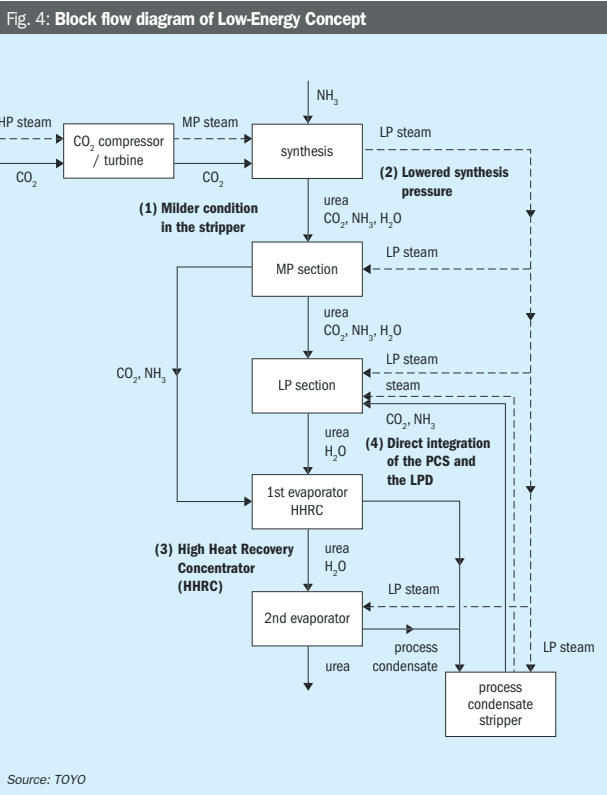 Fig. 4: Block flow diagram of Low-Energy Concept
NH3
HP steam
MP steam
LP steam
CO2 compressor
/ turbine
synthesis
CO2
CO2
(2) Lowered synthesis
pressure
(1) Milder condition
in the stripper
urea
CO2, NH3, H2O
LP steam
MP section
urea
CO2, NH3, H2O
CO2, NH3
LP steam
LP section
steam
CO2, NH3
urea
H2O
(4) Direct integration
of the PCS and
the LPD
1st evaporator
HHRC
(3) High Heat Recovery
Concentrator
(HHRC)
urea
H2O
LP steam
2nd evaporator
process
condensate
LP steam
urea
process
condensate
stripper
Source: TOYO